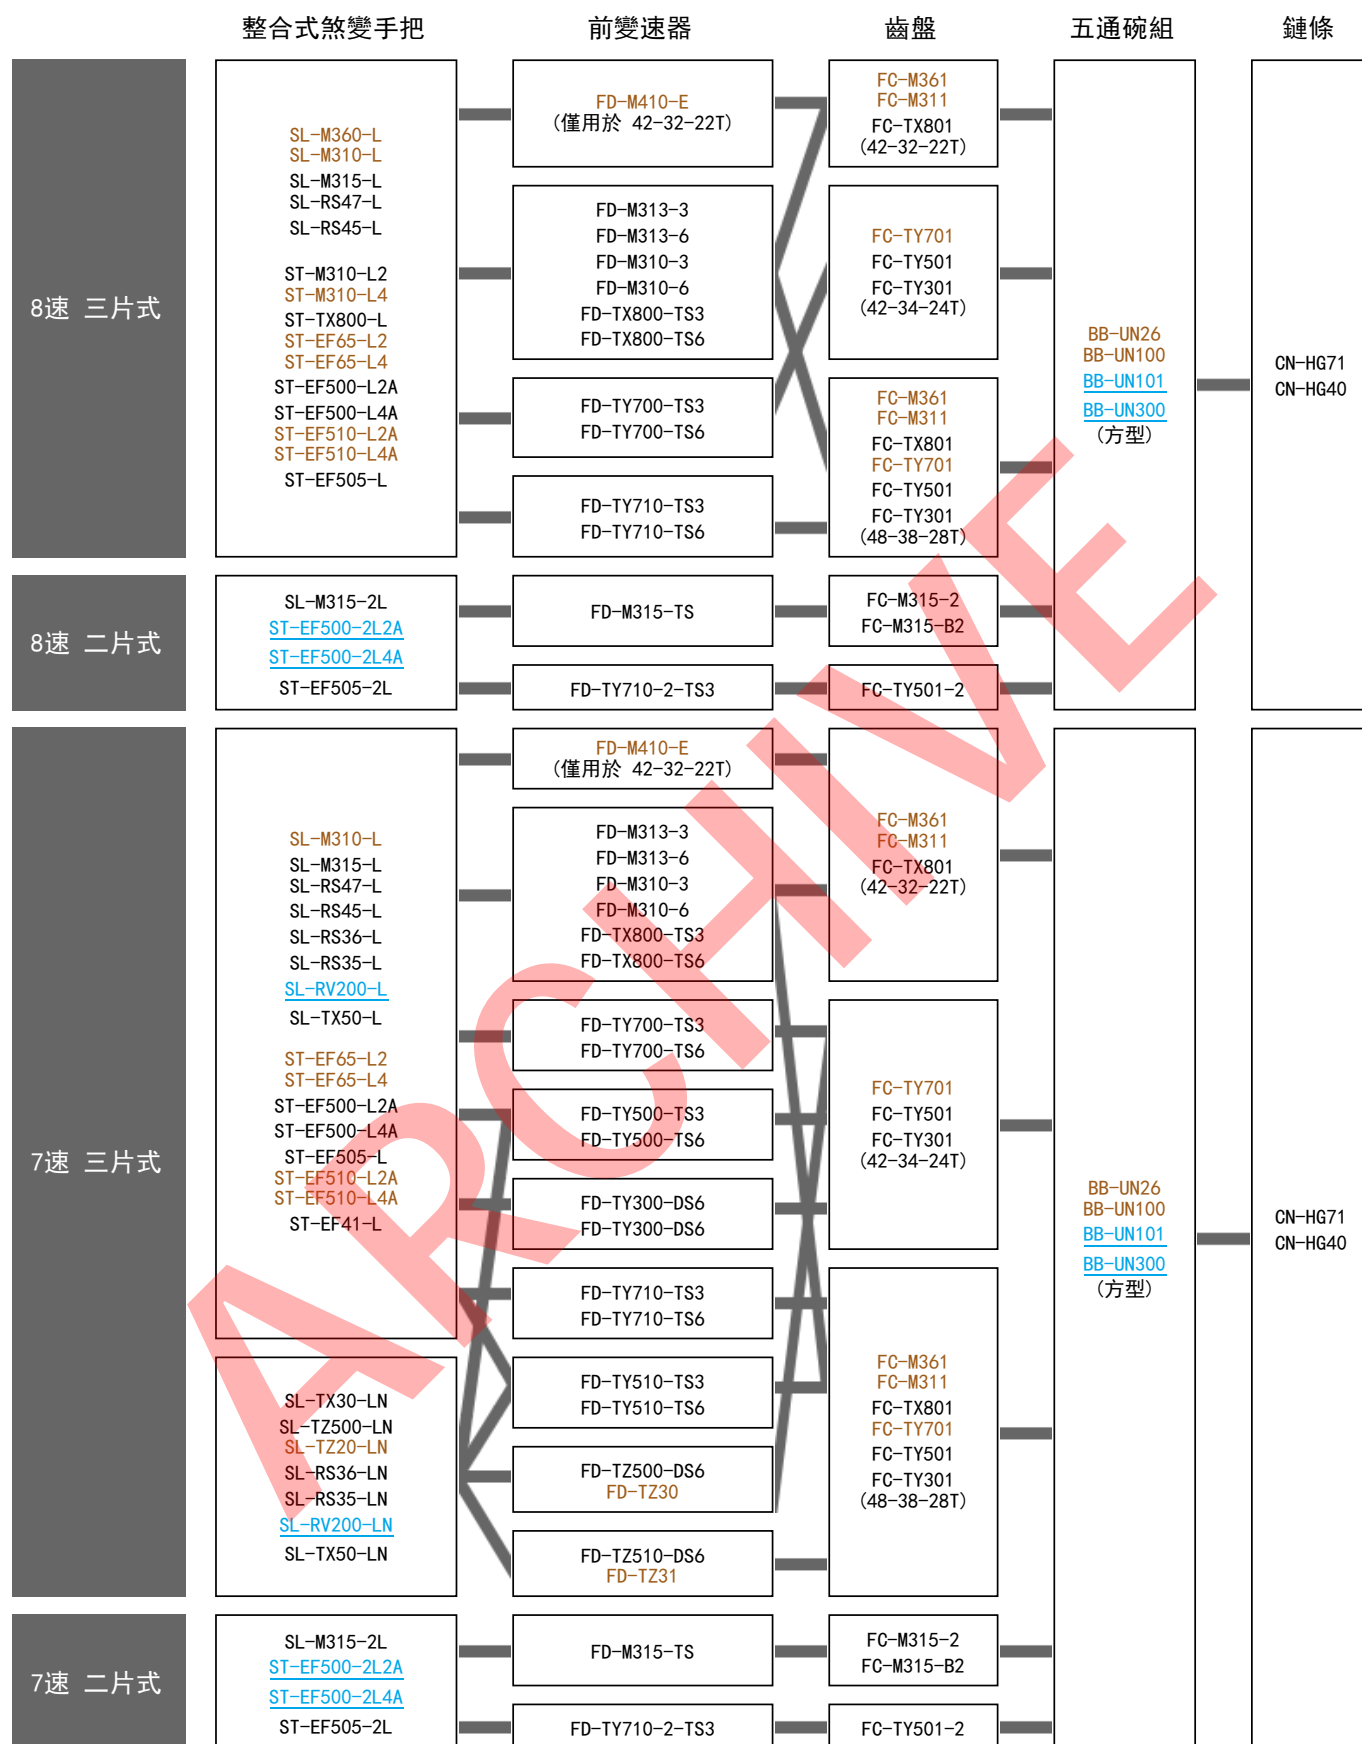 整合式煞變手把
前變速器
齒盤
五通碗組
鏈條
8速 三片式
SL-M360-L
SL-M310-L
SL-M315-L
SL-RS47-L
SL-RS45-L
ST-M310-L2
ST-M310-L4
ST-TX800-L
ST-EF65-L2
ST-EF65-L4
ST-EF500-L2A
ST-EF500-L4A
ST-EF510-L2A
ST-EF510-L4A
ST-EF505-L
FD-M410-E
(僅用於 42-32-22T)
FD-M313-3
FD-M313-6
FD-M310-3
FD-M310-6
FD-TX800-TS3
FD-TX800-TS6
FD-TY700-TS3
FD-TY700-TS6
FD-TY710-TS3
FD-TY710-TS6
FC-M361
FC-M311
FC-TX801
(42-32-22T)
FC-TY701
FC-TY501
FC-TY301
(42-34-24T)
FC-M361
FC-M311
FC-TX801
FC-TY701
FC-TY501
FC-TY301
(48-38-28T)
BB-UN26
BB-UN100
BB-UN101
BB-UN300
(方型)
CN-HG71
CN-HG40
8速 二片式
SL-M315-2L
ST-EF500-2L2A
ST-EF500-2L4A
ST-EF505-2L
FD-M315-TS
FD-TY710-2-TS3
FC-M315-2
FC-M315-B2
FC-TY501-2
7速 三片式
SL-M310-L
SL-M315-L
SL-RS47-L
SL-RS45-L
SL-RS36-L
SL-RS35-L
SL-RV200-L
SL-TX50-L
ST-EF65-L2
ST-EF65-L4
ST-EF500-L2A
ST-EF500-L4A
ST-EF505-L
ST-EF510-L2A
ST-EF510-L4A
ST-EF41-L
SL-TX30-LN
SL-TZ500-LN
SL-TZ20-LN
SL-RS36-LN
SL-RS35-LN
SL-RV200-LN
SL-TX50-LN
FD-M410-E
(僅用於 42-32-22T)
FD-M313-3
FD-M313-6
FD-M310-3
FD-M310-6
FD-TX800-TS3
FD-TX800-TS6
FD-TY700-TS3
FD-TY700-TS6
FD-TY500-TS3
FD-TY500-TS6
FD-TY300-DS6
FD-TY300-DS6
FD-TY710-TS3
FD-TY710-TS6
FD-TY510-TS3
FD-TY510-TS6
FD-TZ500-DS6
FD-TZ30
FD-TZ510-DS6
FD-TZ31
FC-M361
FC-M311
FC-TX801
(42-32-22T)
FC-TY701
FC-TY501
FC-TY301
(42-34-24T)
FC-M361
FC-M311
FC-TX801
FC-TY701
FC-TY501
FC-TY301
(48-38-28T)
BB-UN26
BB-UN100
BB-UN101
BB-UN300
(方型)
CN-HG71
CN-HG40
7速 二片式
SL-M315-2L
ST-EF500-2L2A
ST-EF500-2L4A
ST-EF505-2L
FD-M315-TS
FD-TY710-2-TS3
FC-M315-2
FC-M315-B2
FC-TY501-2
ARCHIVE